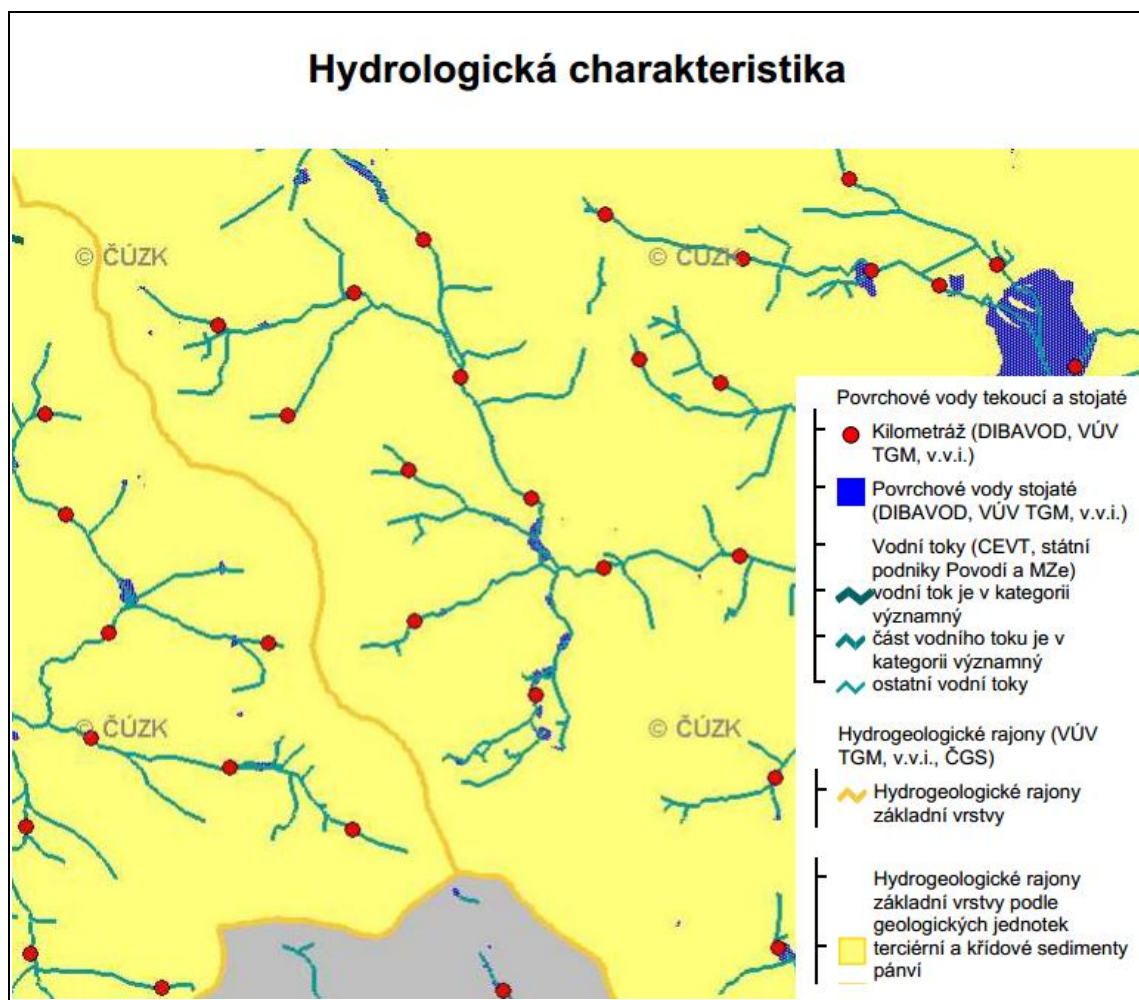 Hydrologická charakteristika
© ČÚZK
© ČÚZK
© ČÚZK
© ČÚZK
Povrchové vody tekoucí a stojaté
Kilometráž (DIBAVOD, VÚV
TGM, v.v.i.)
Povrchové vody stojaté
(DIBAVOD, VÚV TGM, v.v.i.)
Vodní toky (CEVT, státní
podniky Povodí a MZe)
vodní tok je v kategorii
významný
část vodního toku je v
kategorii významný
ostatní vodní toky
Hydrogeologické rajony (VÚV
TGM, v.v.i., ČGS)
Hydrogeologické rajony
základní vrstvy
Hydrogeologické rajony
základní vrstvy podle
geologických jednotek
terciérní a křídové sedimenty
pánví